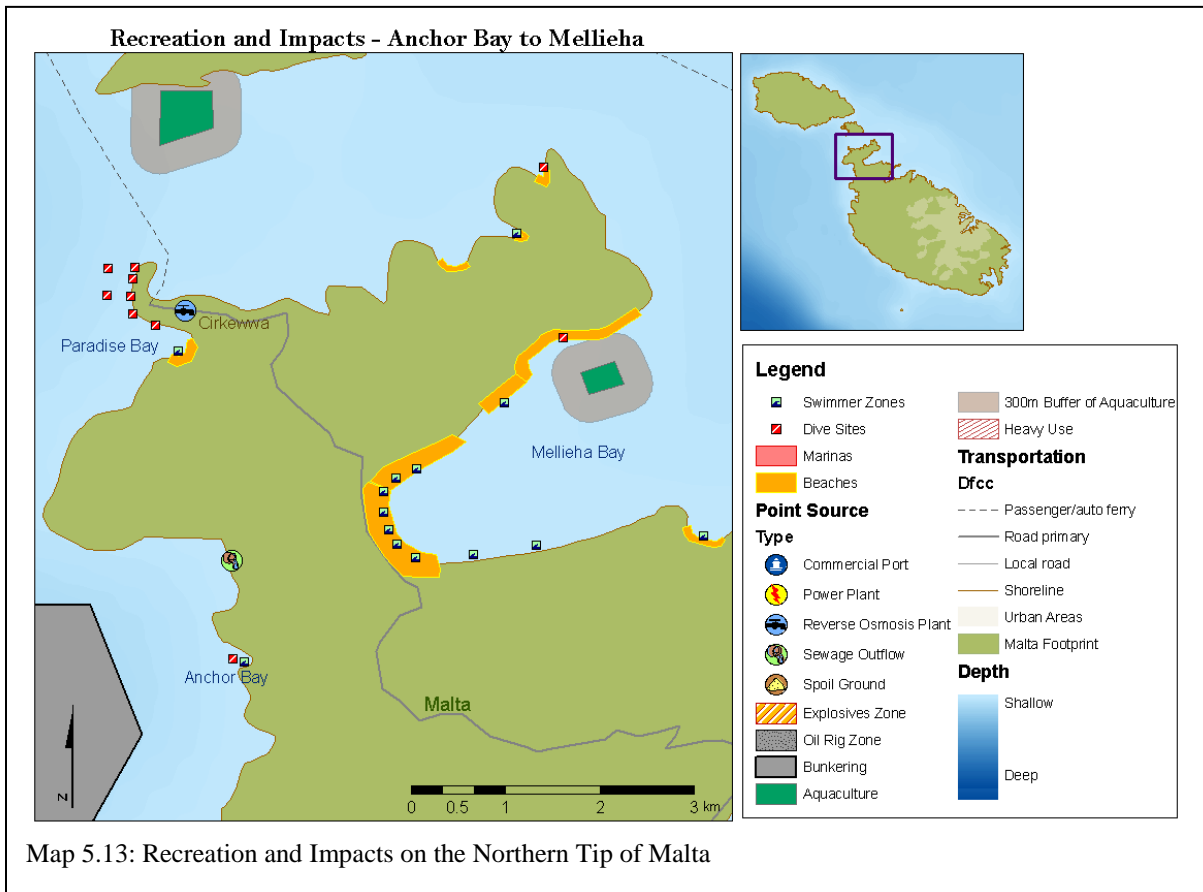 Recreation and Impacts - Anchor Bay to Mellieha
Cirkewwa
Paradise Bay
Mellieha Bay
Anchor Bay
Malta
N
0 0.5 1 2 3 km
Legend
Swimmer Zones
Dive Sites
Marinas
Beaches
Point Source
Type
Commercial Port
Power Plant
Reverse Osmosis Plant
Sewage Outflow
Spoil Ground
Explosives Zone
Oil Rig Zone
Bunkering
Aquaculture
300m Buffer of Aquaculture
Heavy Use
Transportation
Dfcc
Passenger/auto ferry
Road primary
Local road
Shoreline
Urban Areas
Malta Footprint
Depth
Shallow
Deep
Map 5.13: Recreation and Impacts on the Northern Tip of Malta